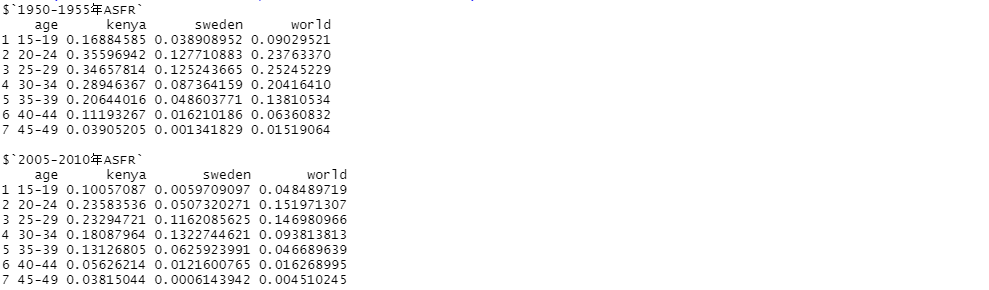 $`1950-1955年ASFR`
age kenya sweden world
1 15-19 0.16884585 0.038908952 0.09029521
2 20-24 0.35596942 0.127710883 0.23763370
3 25-29 0.34657814 0.125243665 0.25245229
4 30-34 0.28946367 0.087364159 0.20416410
5 35-39 0.20644016 0.048603771 0.13810534
6 40-44 0.11193267 0.016210186 0.06360832
7 45-49 0.03905205 0.001341829 0.01519064
$`2005-2010年ASFR`
age kenya sweden world
1 15-19 0.10057087 0.0059709097 0.048489719
2 20-24 0.23583536 0.0507320271 0.151971307
3 25-29 0.23294721 0.1162085625 0.146980966
4 30-34 0.18087964 0.1322744621 0.093813813
5 35-39 0.13126805 0.0625923991 0.046689639
6 40-44 0.05626214 0.0121600765 0.016268995
7 45-49 0.03815044 0.0006143942 0.004510245